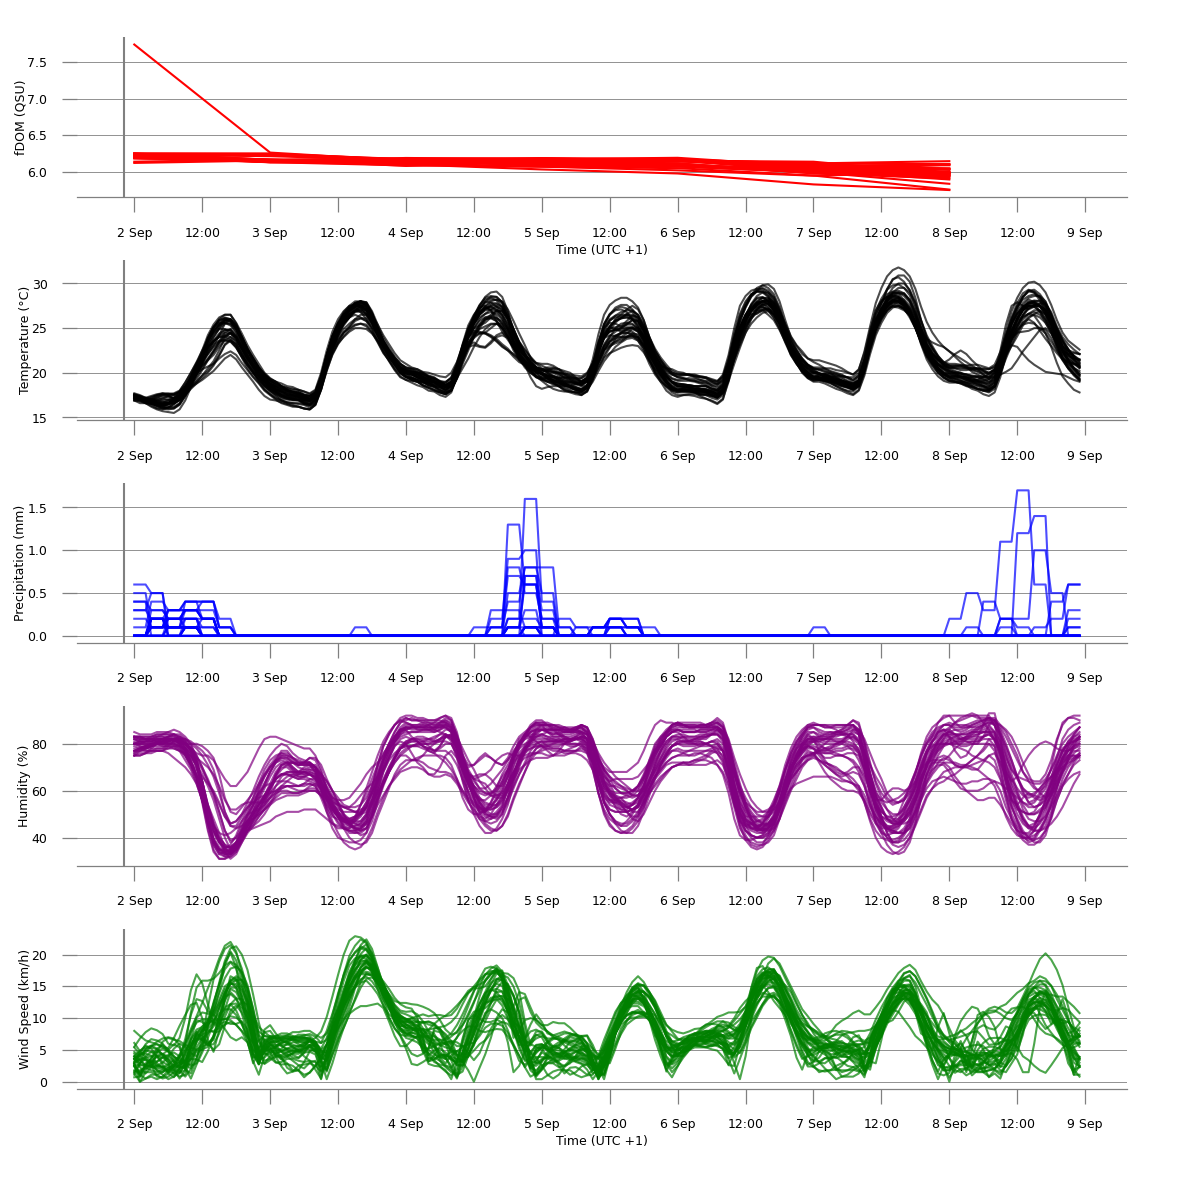 7.5
7.0
6.5
6.0
fDOM (QSU)
2 Sep 12:00 3 Sep 12:00 4 Sep 12:00 5 Sep 12:00 6 Sep 12:00 7 Sep 12:00 8 Sep 12:00 9 Sep
Time (UTC +1)
30
25
20
15
Temperature (°C)
2 Sep 12:00 3 Sep 12:00 4 Sep 12:00 5 Sep 12:00 6 Sep 12:00 7 Sep 12:00 8 Sep 12:00 9 Sep
1.5
1.0
0.5
0.0
Precipitation (mm)
2 Sep 12:00 3 Sep 12:00 4 Sep 12:00 5 Sep 12:00 6 Sep 12:00 7 Sep 12:00 8 Sep 12:00 9 Sep
80
60
40
Humidity (%)
2 Sep 12:00 3 Sep 12:00 4 Sep 12:00 5 Sep 12:00 6 Sep 12:00 7 Sep 12:00 8 Sep 12:00 9 Sep
20
15
10
5
0
Wind Speed (km/h)
2 Sep 12:00 3 Sep 12:00 4 Sep 12:00 5 Sep 12:00 6 Sep 12:00 7 Sep 12:00 8 Sep 12:00 9 Sep
Time (UTC +1)